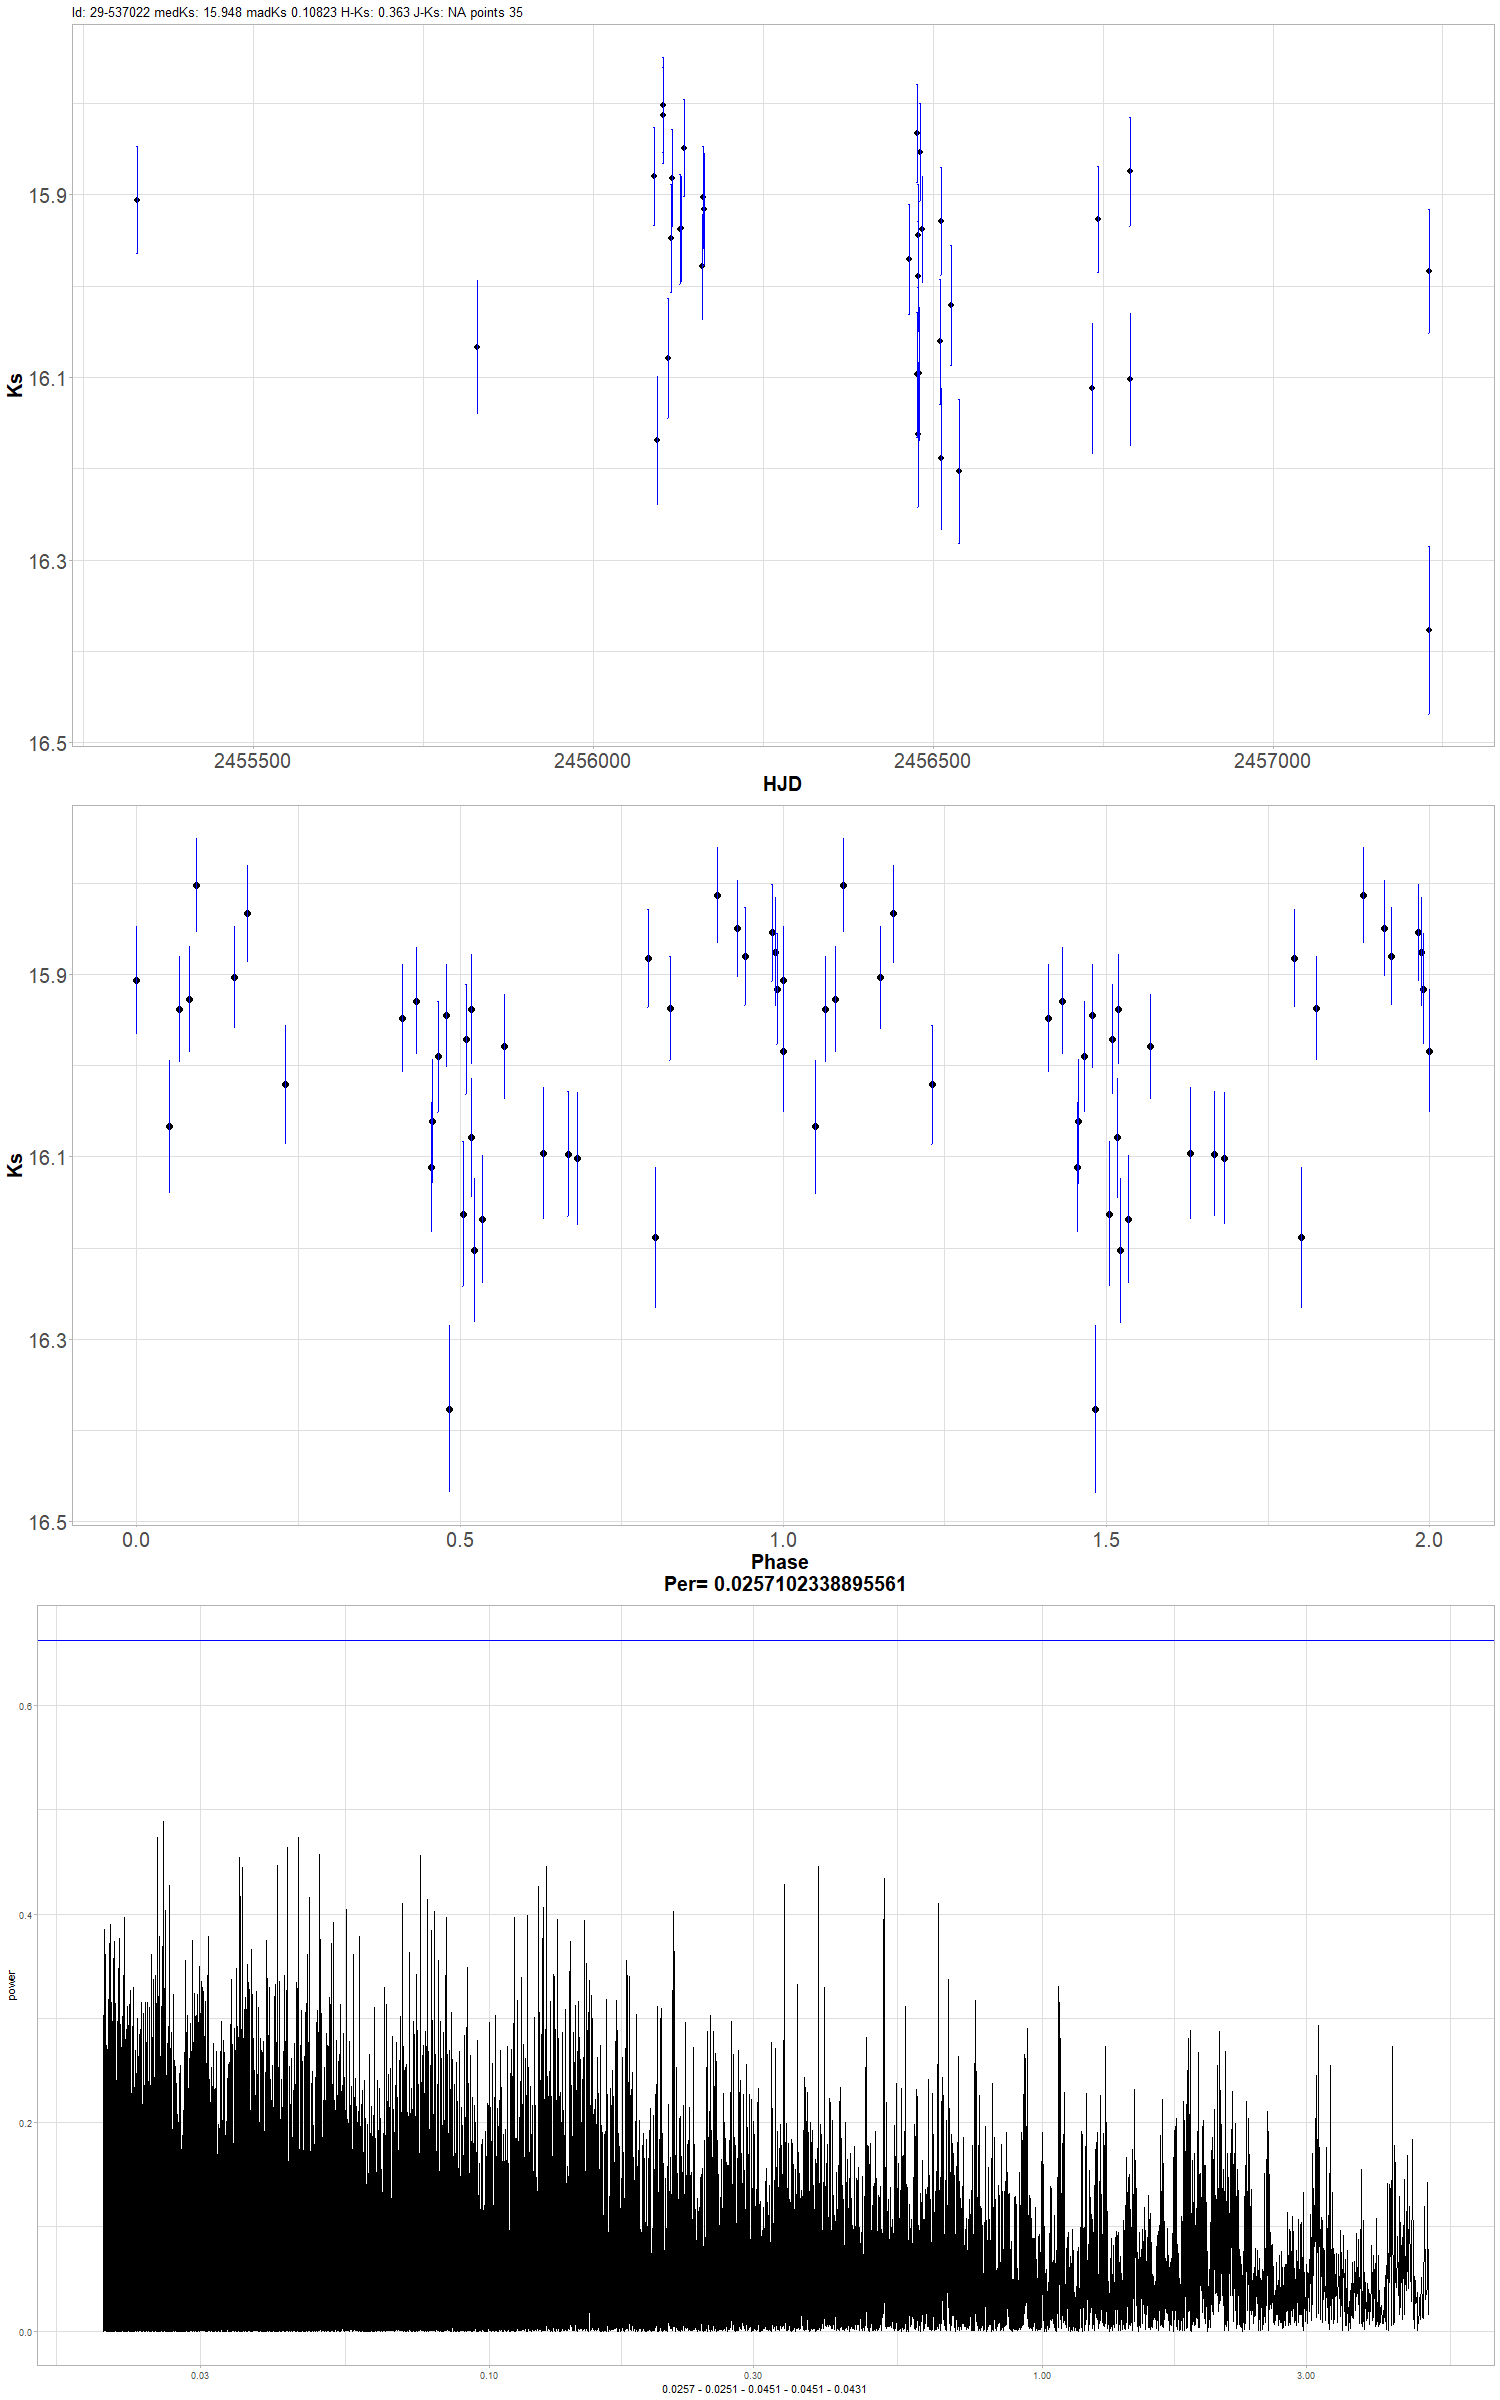 Id: 29-537022 medKs: 15.948 madKs 0.10823 H-Ks: 0.363 J-Ks: NA points 35
15.9
16.1
16.3
16.5
Ks
2455500 2456000 2456500 2457000
HJD
15.9
16.1
16.3
16.5
Ks
0.0 0.5 1.0 1.5 2.0
Phase
Per= 0.0257102338895561
0.6
0.4
0.2
0.0
power
0.03 0.10 0.30 1.00 3.00
0.0257 - 0.0251 - 0.0451 - 0.0451 - 0.0431